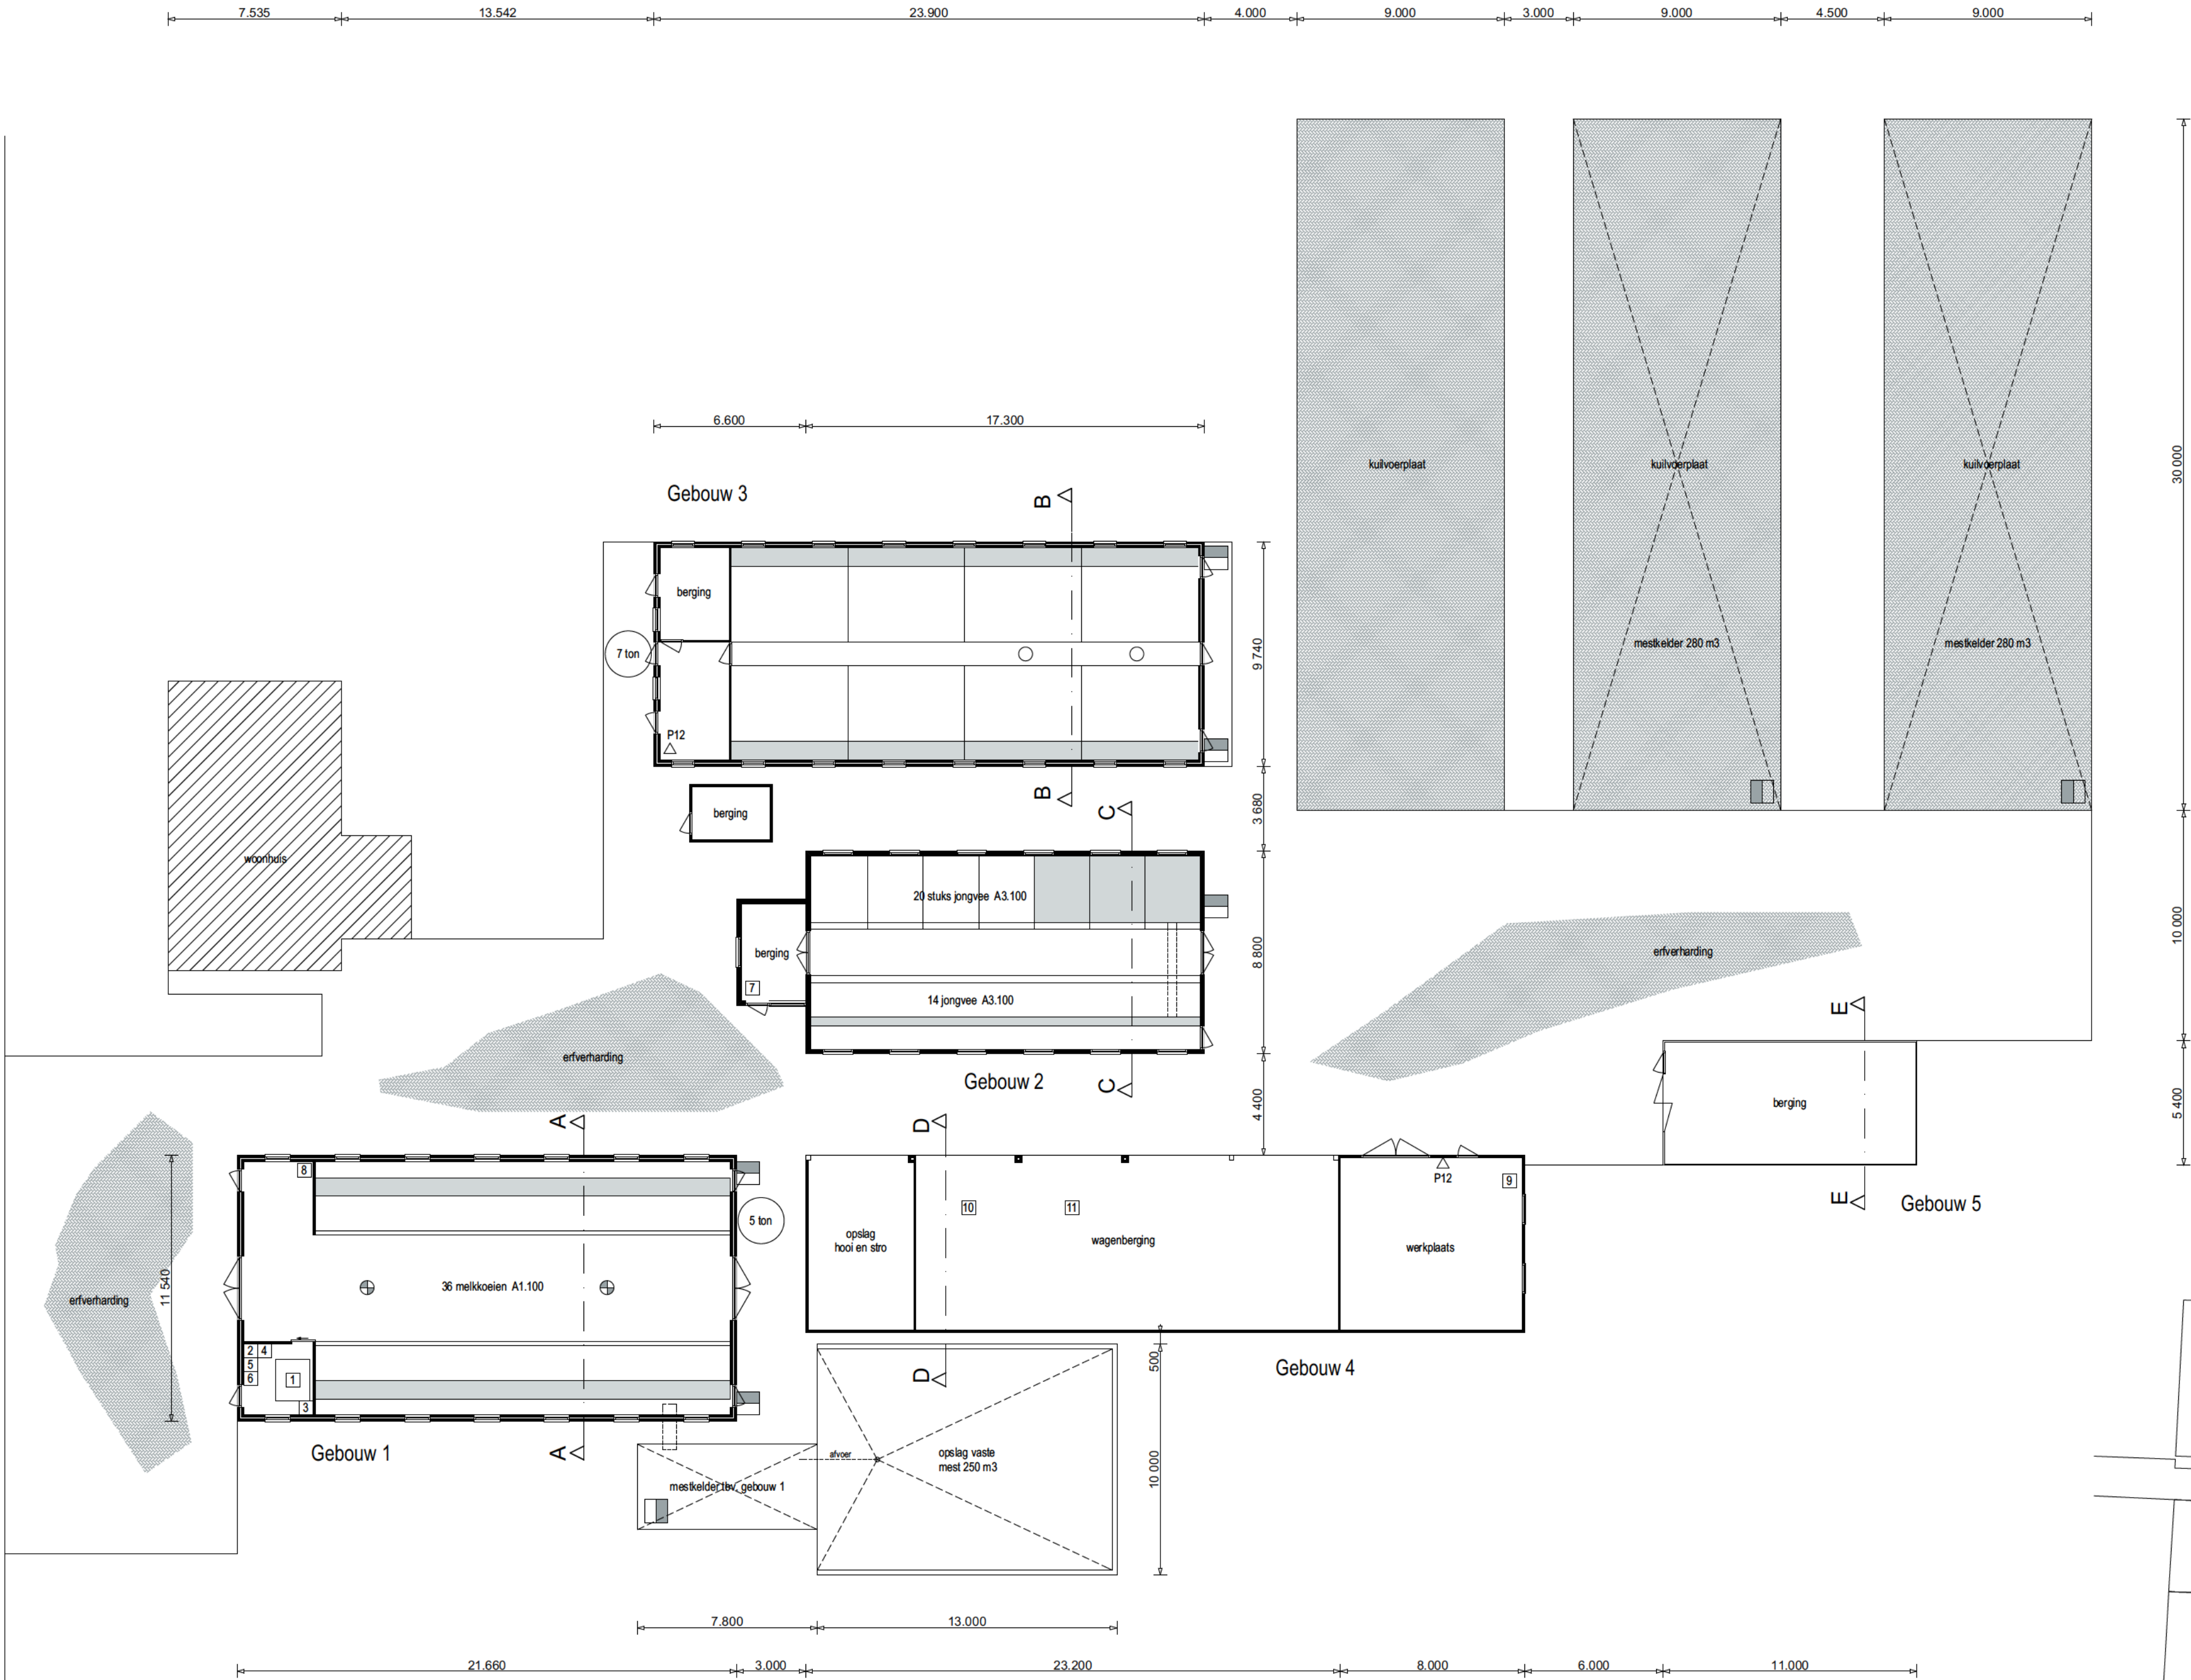 7.535
13.542
23.900
4.000
9.000
3.000
9.000
4.500
9.000
6.600
17.300
30 000
kuilvoerplaat
kuilvoerplaat
kuilvoerplaat
Gebouw 3
B
berging
7 ton
9 740
mestkelder 280 m3
mestkelder 280 m3
P12
B
C
3 680
berging
woonhuis
20 stuks jongvee A3.100
berging
7
14 jongvee A3.100
8 800
erfverharding
10 000
erfverharding
Gebouw 2
C
E
berging
5 400
4 400
A
D
8
P12
9
E
Gebouw 5
10
11
5 ton
opslag
hooi en stro
wagenberging
werkplaats
36 melkkoeien A1.100
erfverharding
11 540
2
4
5
6
1
3
D
500
Gebouw 4
Gebouw 1
A
afvoer
opslag vaste
mest 250 m3
mestkelder tbv. gebouw 1
10 000
7.800
13.000
21.660
3.000
23.200
8.000
6.000
11.000